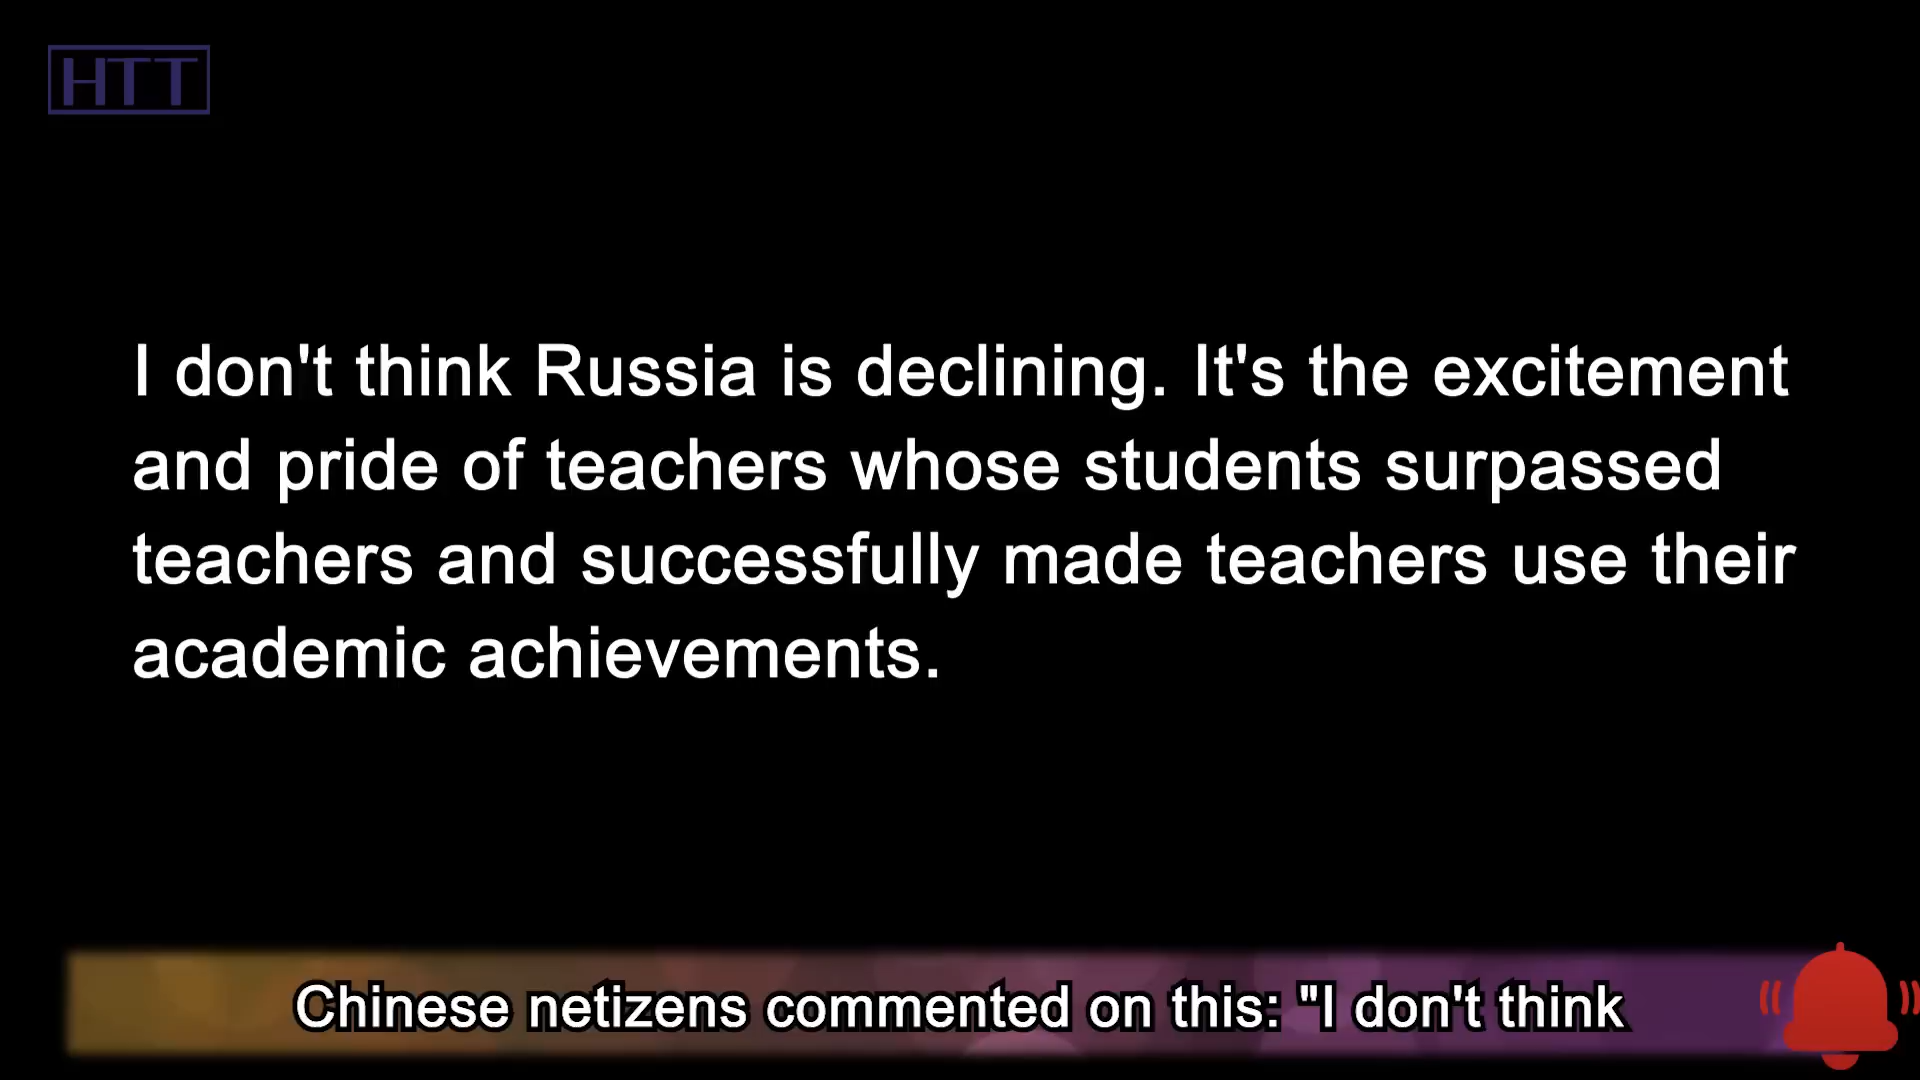 HTT
I don't think Russia is declining. It's the excitement
and pride of teachers whose students surpassed
teachers and successfully made teachers use their
academic achievements.
Chinese netizens commented on this: "I don't think